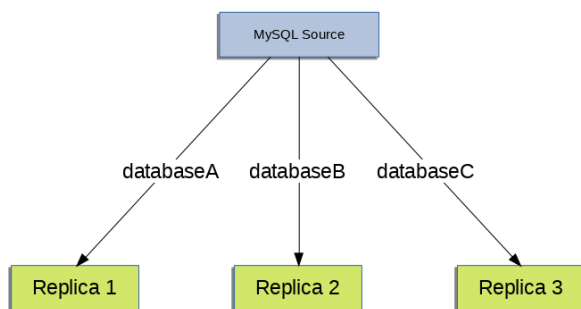 MySQL Source
databaseA
databaseB
databaseC
Replica 1
Replica 2
Replica 3